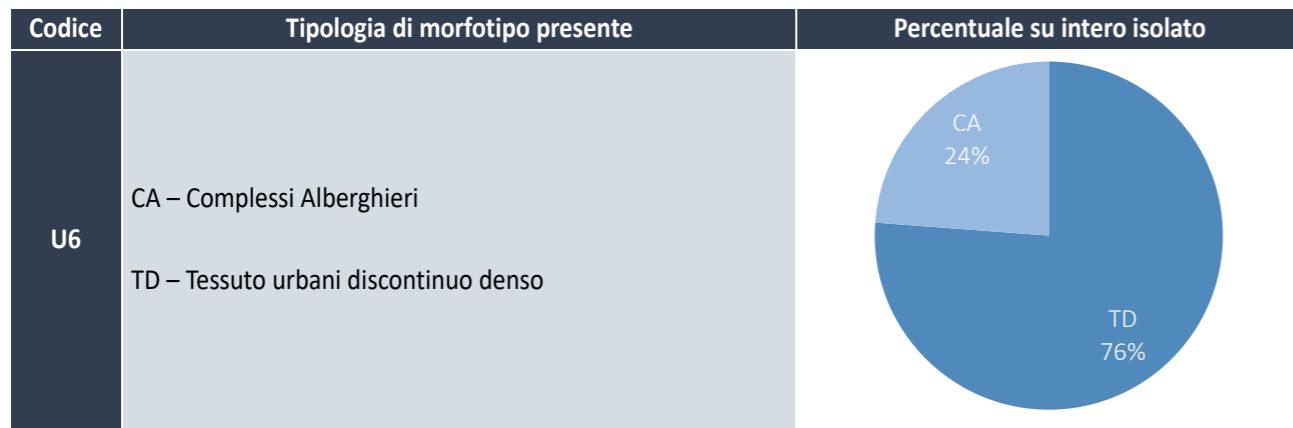 Codice Tipologia di morfotipo presente Percentuale su intero isolato
CA
24%
CA – Complessi Alberghieri
U6
TD – Tessuto urbani discontinuo denso
TD
76%